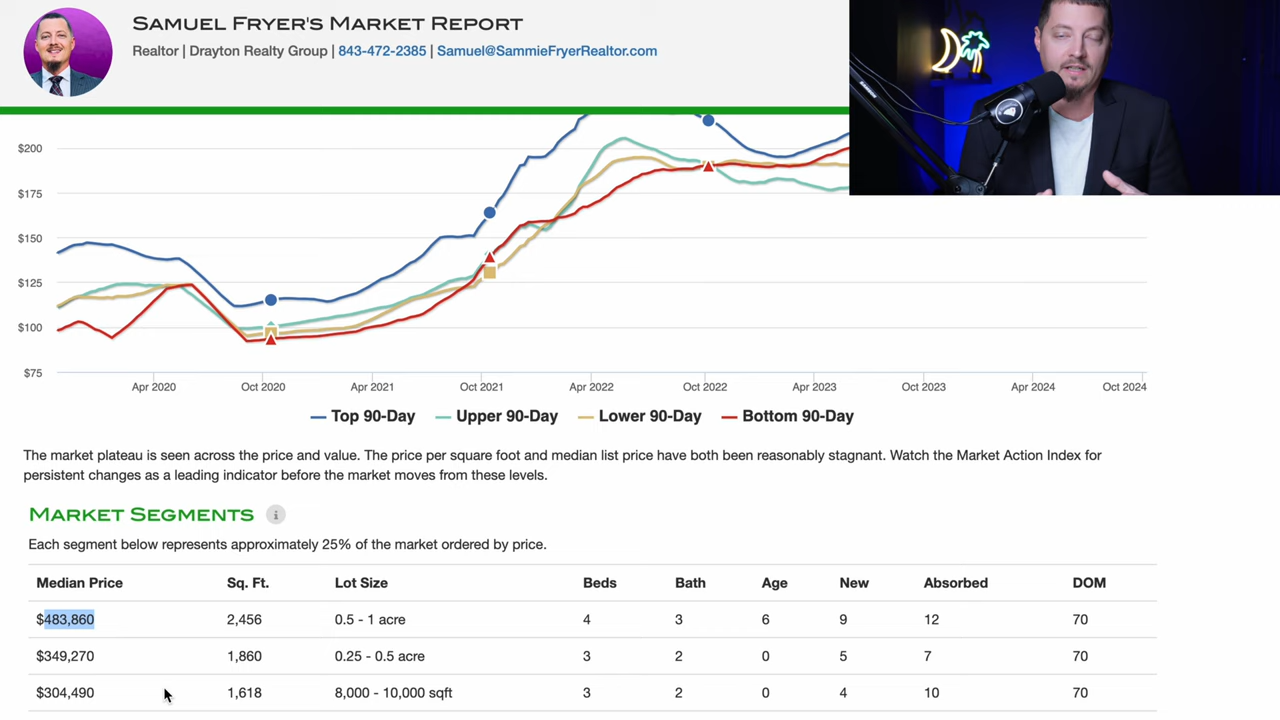 SAMUEL FRYER'S MARKET REPORT
Realtor | Drayton Realty Group | 843-472-2385 | Samuel@SammieFryerRealtor.com
$200
$175
$150
$125
$100
$75
Apr 2020 Oct 2020 Apr 2021 Oct 2021 Apr 2022 Oct 2022 Apr 2023 Oct 2023 Apr 2024 Oct 2024
Top 90-Day Upper 90-Day Lower 90-Day Bottom 90-Day
The market plateau is seen across the price and value. The price per square foot and median list price have both been reasonably stagnant. Watch the Market Action Index for
persistent changes as a leading indicator before the market moves from these levels.
MARKET SEGMENTS i
Each segment below represents approximately 25% of the market ordered by price.
Median Price Sq. Ft. Lot Size Beds Bath Age New Absorbed DOM
$483,860 2,456 0.5 - 1 acre 4 3 6 9 12 70
$349,270 1,860 0.25 - 0.5 acre 3 2 0 5 7 70
$304,490 1,618 8,000 - 10,000 sqft 3 2 0 4 10 70